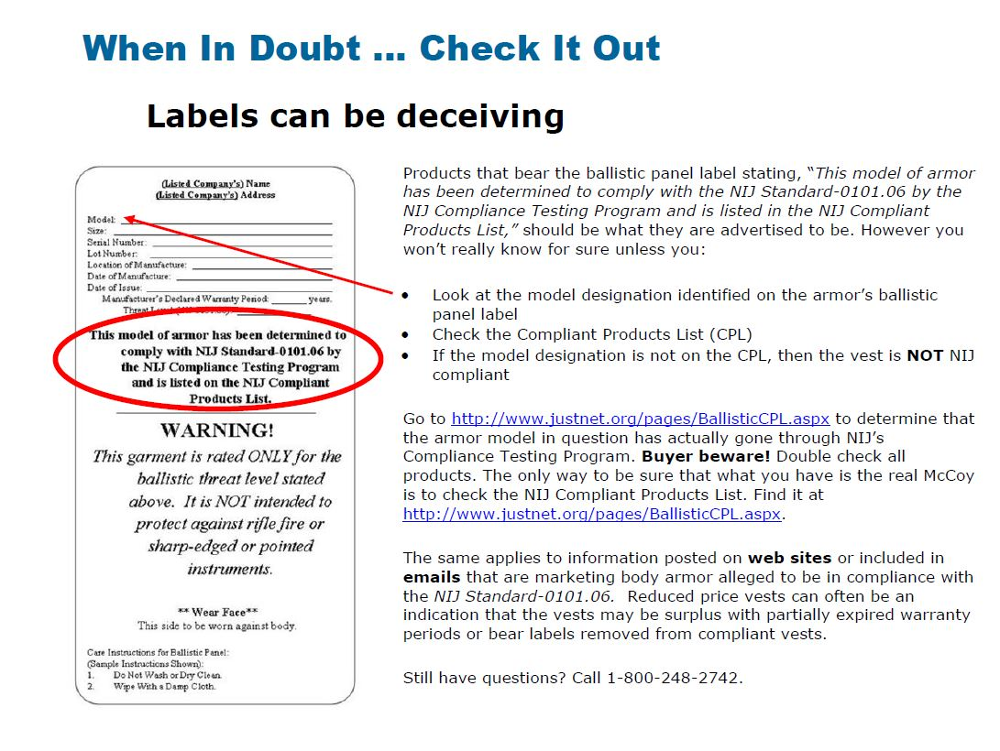 When In Doubt ... Check It Out
Labels can be deceiving
(Listed Company's) Name
(Listed Company's) Address
Model:
Size:
Serial Number:
Lot Number:
Location of Manufacture:
Date of Manufacture:
Date of Issue:
Manufacturer's Declared Warranty Period: years.
Threat Level
This model of armor has been determined to
comply with NIJ Standard-0101.06 by
the NIJ Compliance Testing Program
and is listed on the NIJ Compliant
Products List.
WARNING!
This garment is rated ONLY for the
ballistic threat level stated
above. It is NOT intended to
protect against rifle fire or
sharp-edged or pointed
instruments.
** Wear Face**
This side to be worn against body.
Care Instructions for Ballistic Panel:
(Sample Instructions Shown):
1. Do Not Wash or Dry Clean.
2. Wipe With a Damp Cloth.
Products that bear the ballistic panel label stating, “This model of armor
has been determined to comply with the NIJ Standard-0101.06 by the
NIJ Compliance Testing Program and is listed in the NIJ Compliant
Products List,” should be what they are advertised to be. However you
won’t really know for sure unless you:
• Look at the model designation identified on the armor’s ballistic
panel label
• Check the Compliant Products List (CPL)
• If the model designation is not on the CPL, then the vest is NOT NIJ
compliant
Go to http://www.justnet.org/pages/BallisticCPL.aspx to determine that
the armor model in question has actually gone through NIJ’s
Compliance Testing Program. Buyer beware! Double check all
products. The only way to be sure that what you have is the real McCoy
is to check the NIJ Compliant Products List. Find it at
http://www.justnet.org/pages/BallisticCPL.aspx.
The same applies to information posted on web sites or included in
emails that are marketing body armor alleged to be in compliance with
the NIJ Standard-0101.06. Reduced price vests can often be an
indication that the vests may be surplus with partially expired warranty
periods or bear labels removed from compliant vests.
Still have questions? Call 1-800-248-2742.